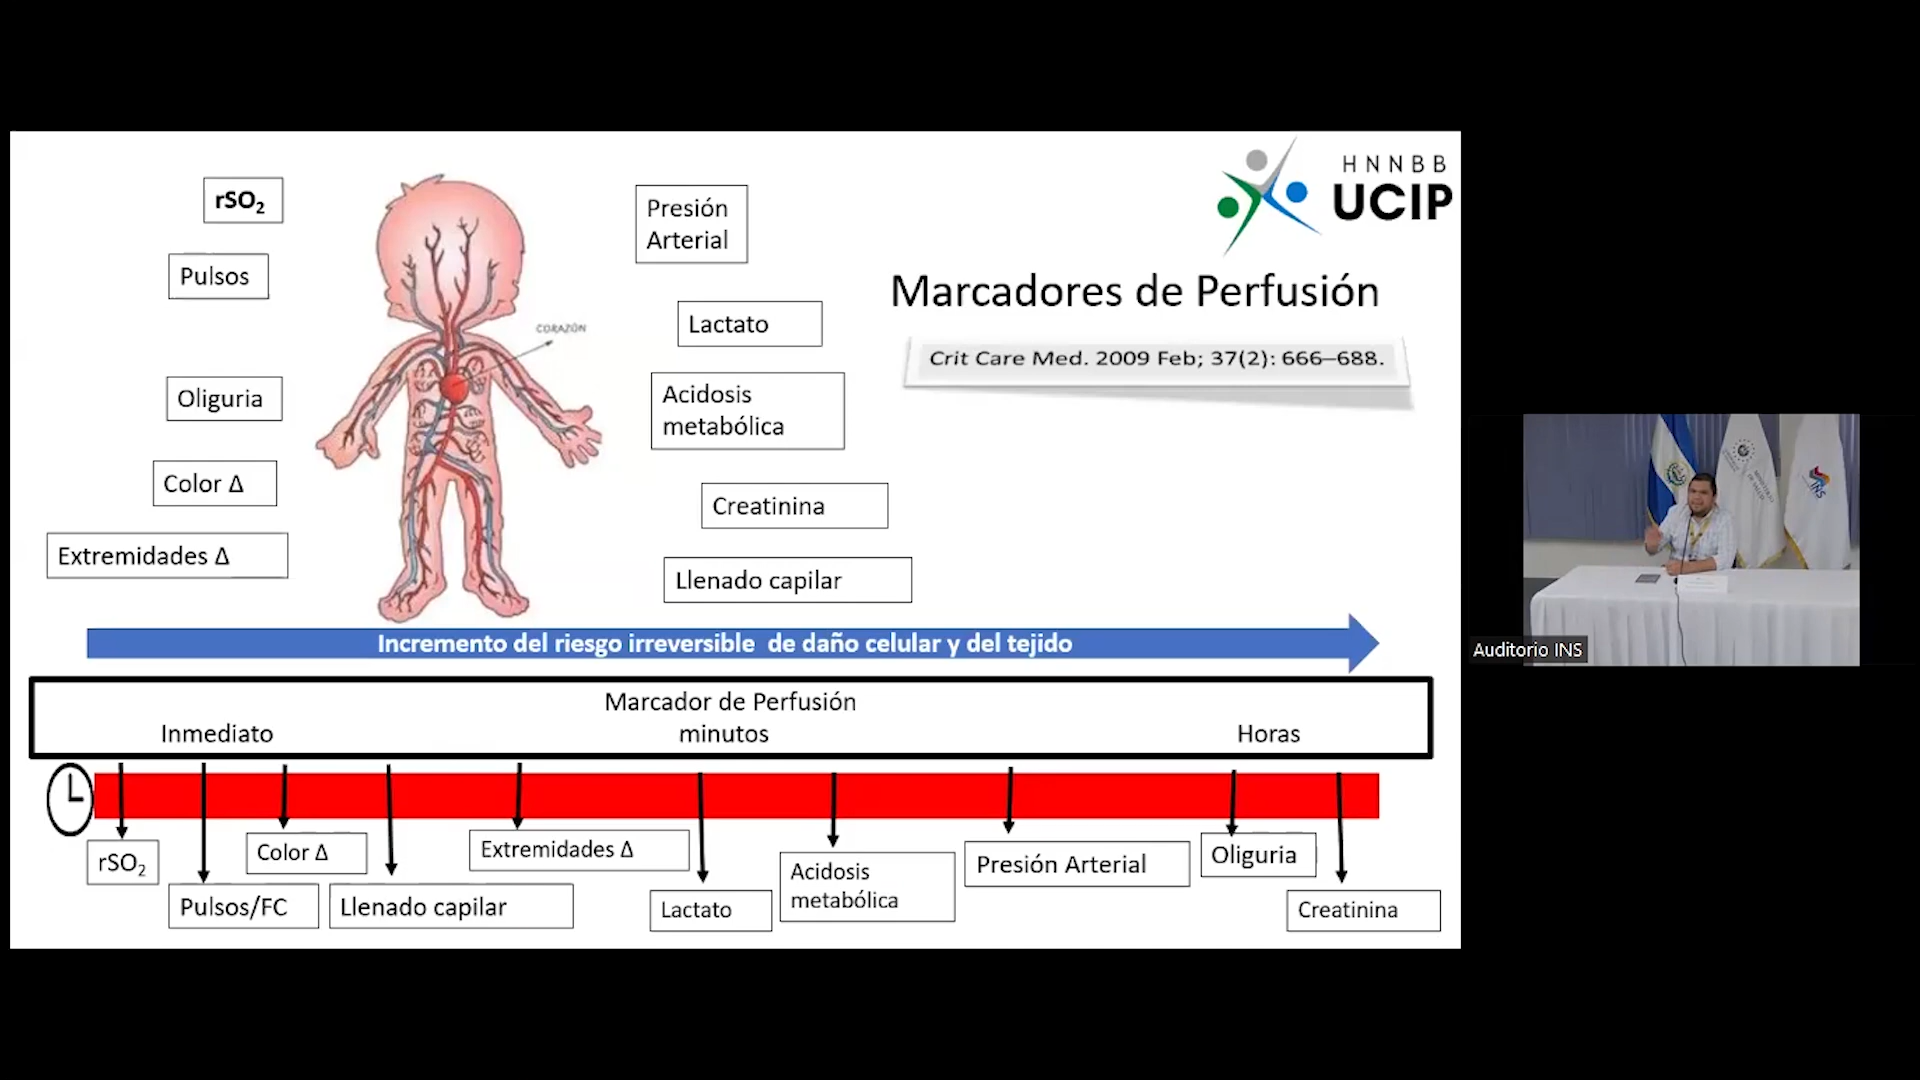 HNNBB
UCIP
rSO₂
Pulsos
Oliguria
Color Δ
Extremidades Δ
CORAZÓN
Presión
Arterial
Lactato
Acidosis
metabólica
Creatinina
Llenado capilar
Marcadores de Perfusión
Crit Care Med. 2009 Feb; 37(2): 666–688.
Incremento del riesgo irreversible de daño celular y del tejido
Marcador de Perfusión
Inmediato minutos Horas
rSO₂
Pulsos/FC
Color Δ
Llenado capilar
Extremidades Δ
Lactato
Acidosis
metabólica
Presión Arterial
Oliguria
Creatinina
INS
Auditorio INS